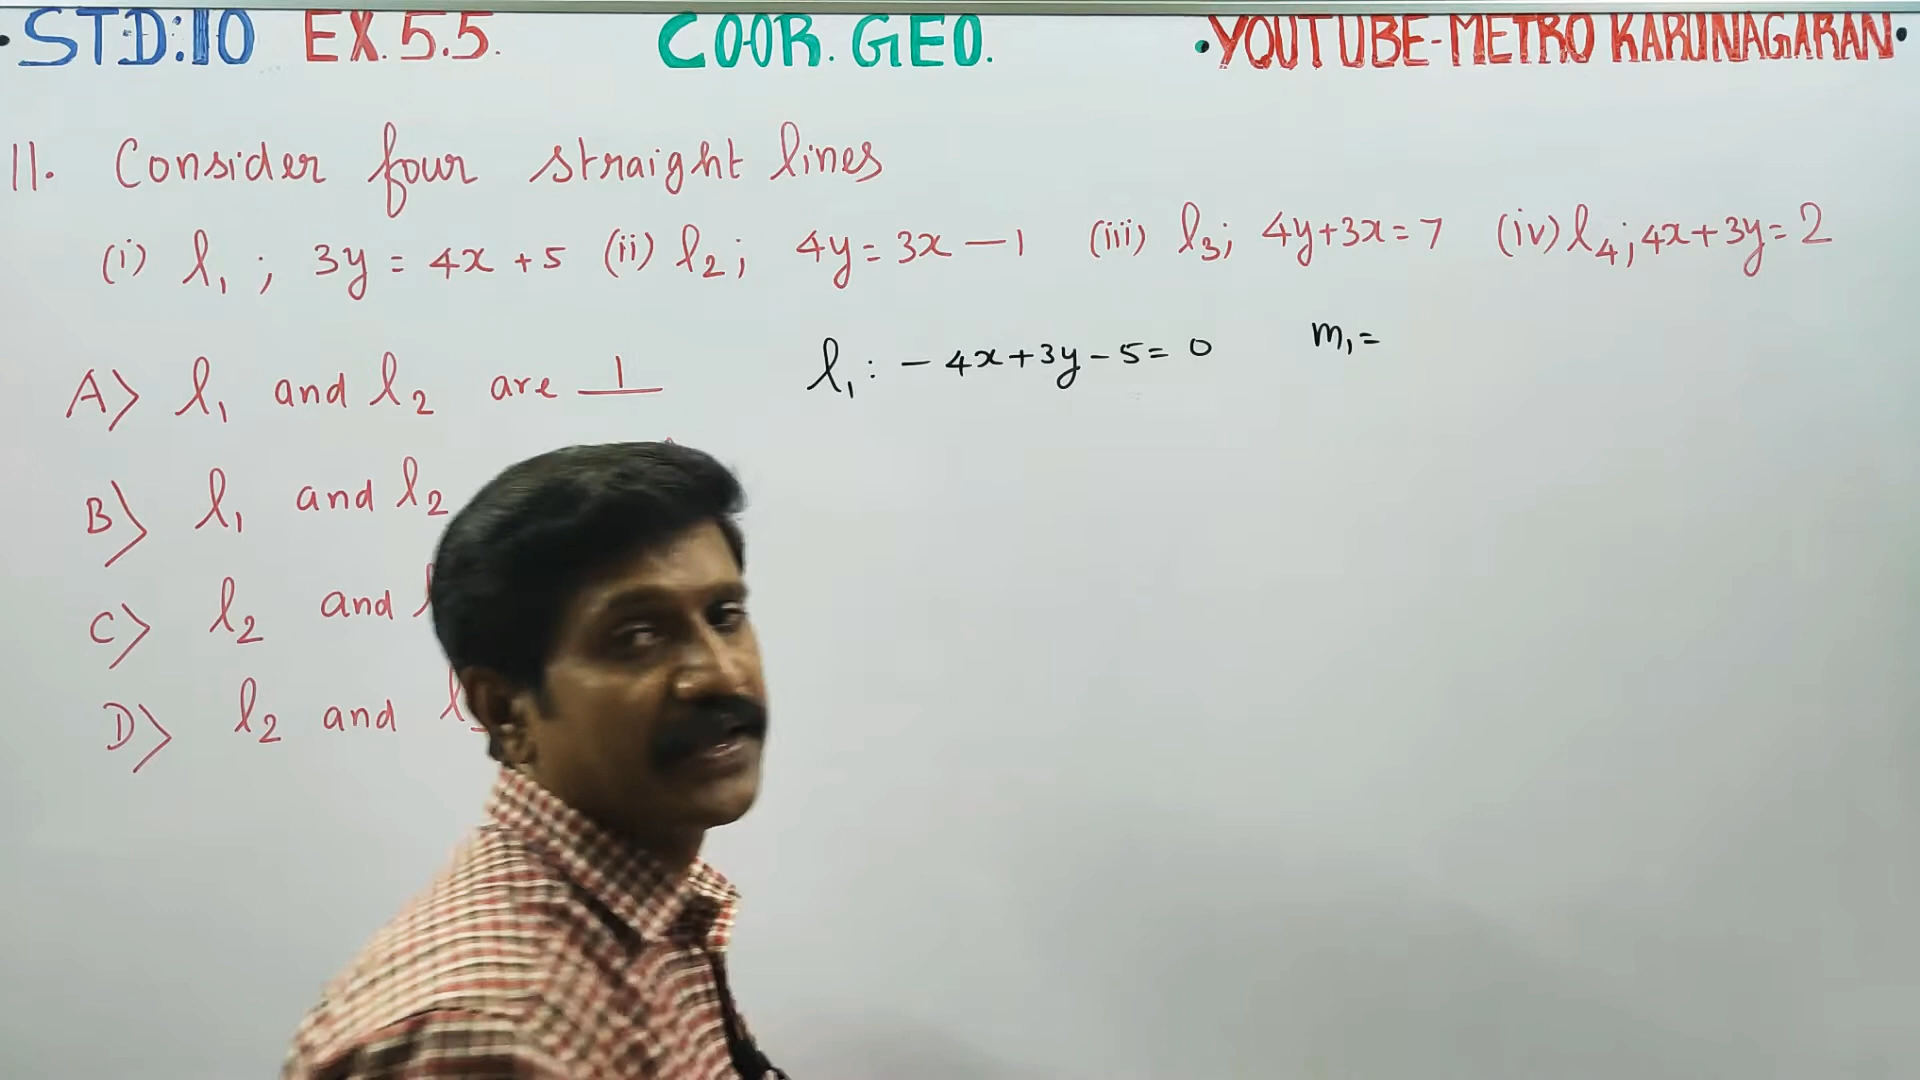 •STD:10 EX.5.5. COOR.GEO. •YOUTUBE-METRO KARUNAGARAN•
11. Consider four straight lines
(i) l₁ ; 3y = 4x + 5 (ii) l₂ ; 4y = 3x – 1 (iii) l₃; 4y+3x = 7 (iv) l₄; 4x+3y = 2
A) l₁ and l₂ are ⊥
l₁ : – 4x + 3y – 5 = 0 m₁ =
B) l₁ and l₂
C) l₂ and
D) l₂ and